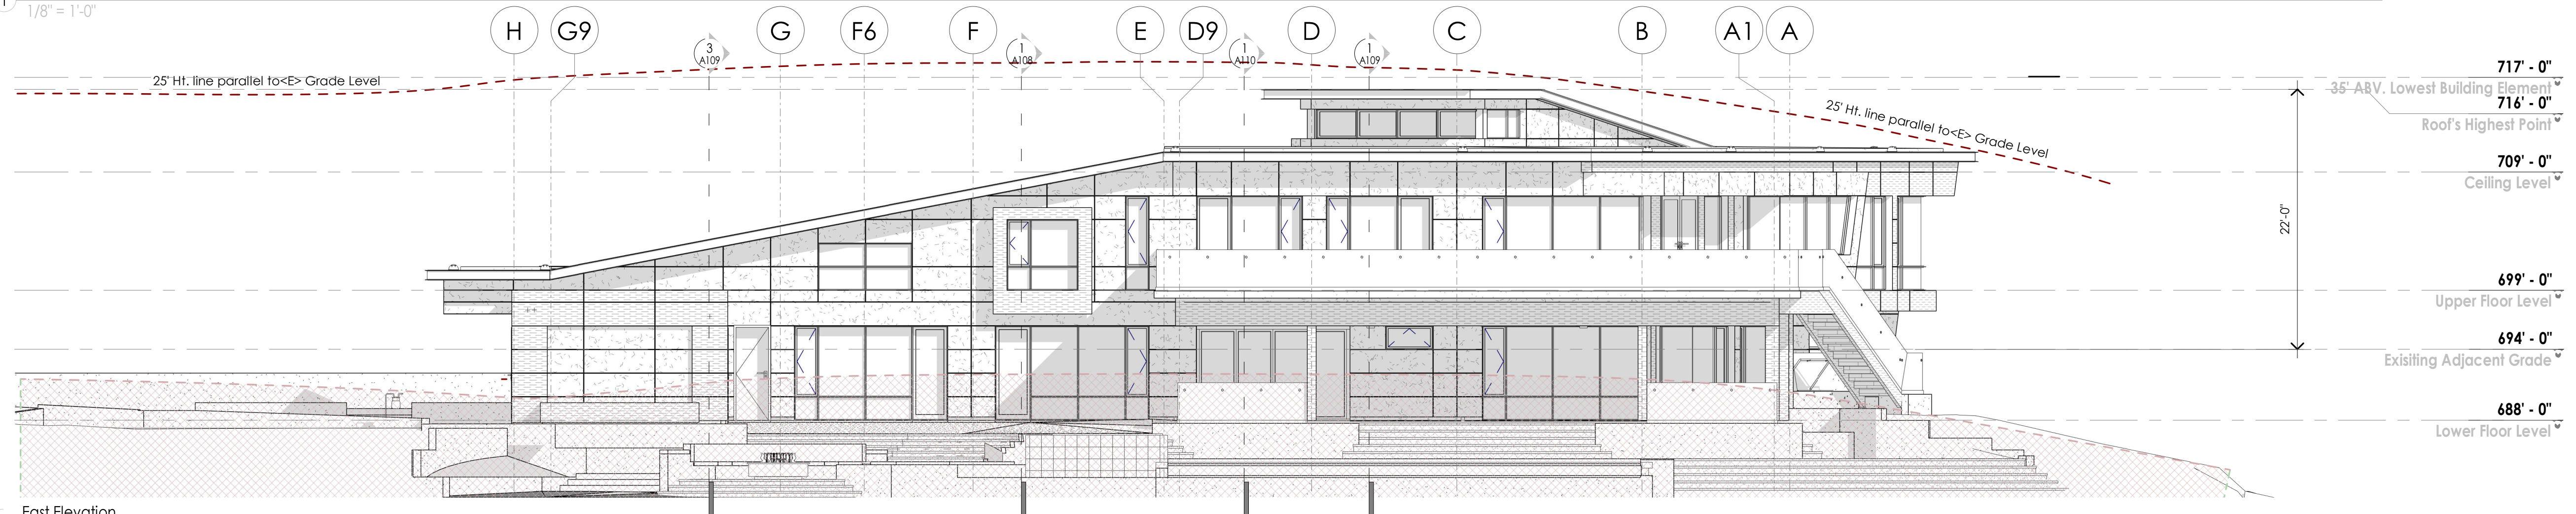 1
1/8" = 1'-0"
H
G9
G
F6
F
E
D9
D
C
B
A1
A
3
A109
1
A108
1
A110
1
A109
25' Ht. line parallel to<E> Grade Level
25' Ht. line parallel to<E> Grade Level
717' - 0"
35' ABV. Lowest Building Element
716' - 0"
Roof's Highest Point
709' - 0"
Ceiling Level
22'-0"
699' - 0"
Upper Floor Level
694' - 0"
Exisiting Adjacent Grade
688' - 0"
Lower Floor Level
East Elevation